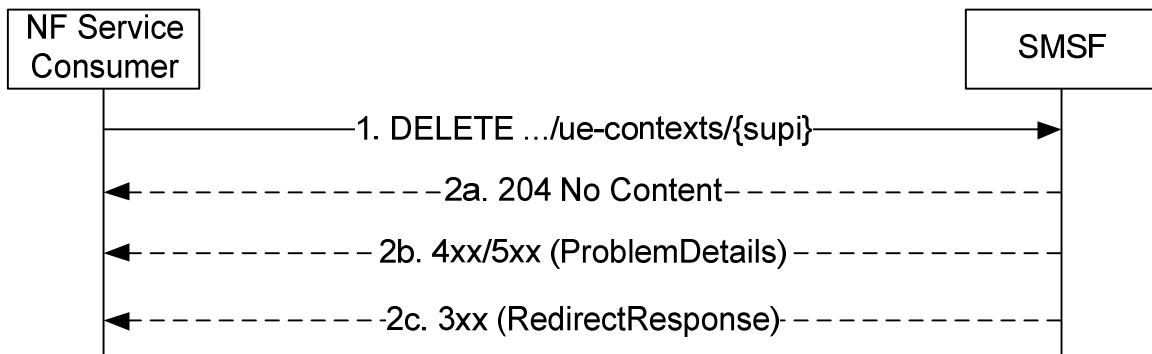 NF Service
Consumer
SMSF
1. DELETE .../ue-contexts/{supi}
2a. 204 No Content
2b. 4xx/5xx (ProblemDetails)
2c. 3xx (RedirectResponse)